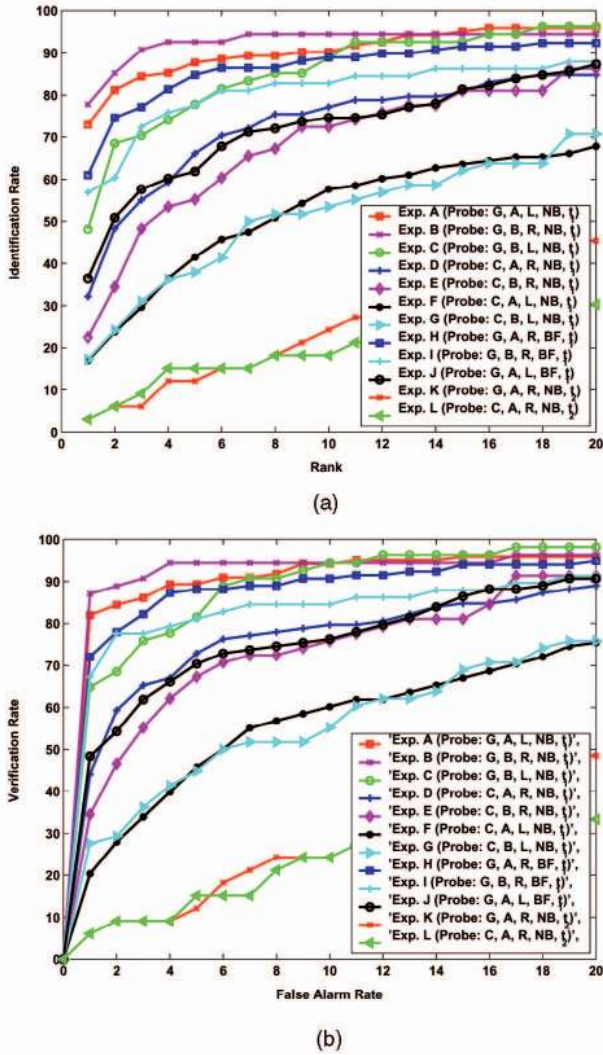 100
90
80
70
60
50
40
30
20
10
0
Identification Rate
Exp. A (Probe: G, A, L, NB, t1)
Exp. B (Probe: G, B, R, NB, t1)
Exp. C (Probe: G, B, L, NB, t1)
Exp. D (Probe: C, A, R, NB, t1)
Exp. E (Probe: C, B, R, NB, t1)
Exp. F (Probe: C, A, L, NB, t1)
Exp. G (Probe: C, B, L, NB, t1)
Exp. H (Probe: G, A, R, BF, t1)
Exp. I (Probe: G, B, R, BF, t1)
Exp. J (Probe: G, A, L, BF, t1)
Exp. K (Probe: G, A, R, NB, t2)
Exp. L (Probe: C, A, R, NB, t2)
0 2 4 6 8 10 12 14 16 18 20
Rank
(a)
100
90
80
70
60
50
40
30
20
10
0
Verification Rate
'Exp. A (Probe: G, A, L, NB, t1)',
'Exp. B (Probe: G, B, R, NB, t1)',
'Exp. C (Probe: G, B, L, NB, t1)',
'Exp. D (Probe: C, A, R, NB, t1)',
'Exp. E (Probe: C, B, R, NB, t1)',
'Exp. F (Probe: C, A, L, NB, t1)',
'Exp. G (Probe: C, B, L, NB, t1)',
'Exp. H (Probe: G, A, R, BF, t1)',
'Exp. I (Probe: G, B, R, BF, t1)',
'Exp. J (Probe: G, A, L, BF, t1)',
'Exp. K (Probe: G, A, R, NB, t2)',
'Exp. L (Probe: C, A, R, NB, t2)',
0 2 4 6 8 10 12 14 16 18 20
False Alarm Rate
(b)